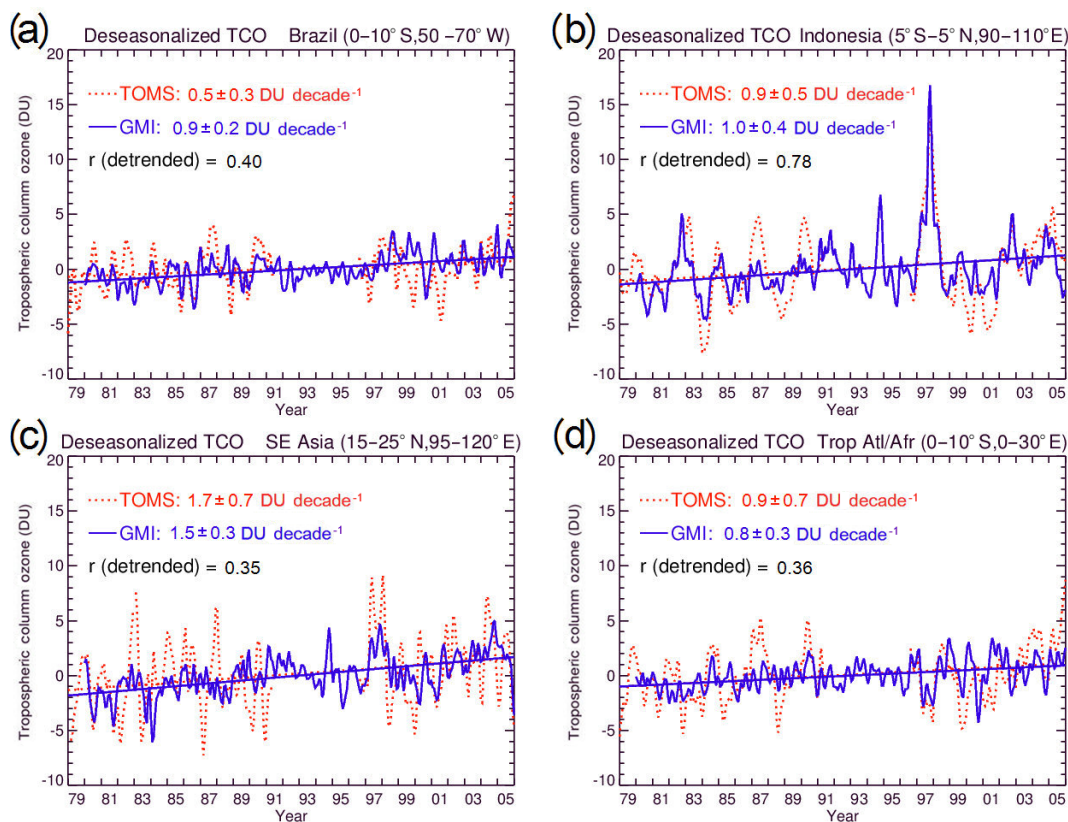 (a)
Deseasonalized TCO Brazil (0−10° S,50 −70° W)
Tropospheric columm ozone (DU)
20
15
10
5
0
-5
-10
TOMS: 0.5±0.3 DU decade⁻¹
GMI: 0.9±0.2 DU decade⁻¹
r (detrended) = 0.40
79 81 83 85 87 89 91 93 95 97 99 01 03 05
Year
(b)
Deseasonalized TCO Indonesia (5°S−5°N,90−110°E)
Tropospheric columm ozone (DU)
20
15
10
5
0
-5
-10
TOMS: 0.9±0.5 DU decade⁻¹
GMI: 1.0±0.4 DU decade⁻¹
r (detrended) = 0.78
79 81 83 85 87 89 91 93 95 97 99 01 03 05
Year
(c)
Deseasonalized TCO SE Asia (15−25° N,95−120° E)
Tropospheric columm ozone (DU)
20
15
10
5
0
-5
-10
TOMS: 1.7±0.7 DU decade⁻¹
GMI: 1.5±0.3 DU decade⁻¹
r (detrended) = 0.35
79 81 83 85 87 89 91 93 95 97 99 01 03 05
Year
(d)
Deseasonalized TCO Trop Atl/Afr (0−10° S,0−30° E)
Tropospheric columm ozone (DU)
20
15
10
5
0
-5
-10
TOMS: 0.9±0.7 DU decade⁻¹
GMI: 0.8±0.3 DU decade⁻¹
r (detrended) = 0.36
79 81 83 85 87 89 91 93 95 97 99 01 03 05
Year